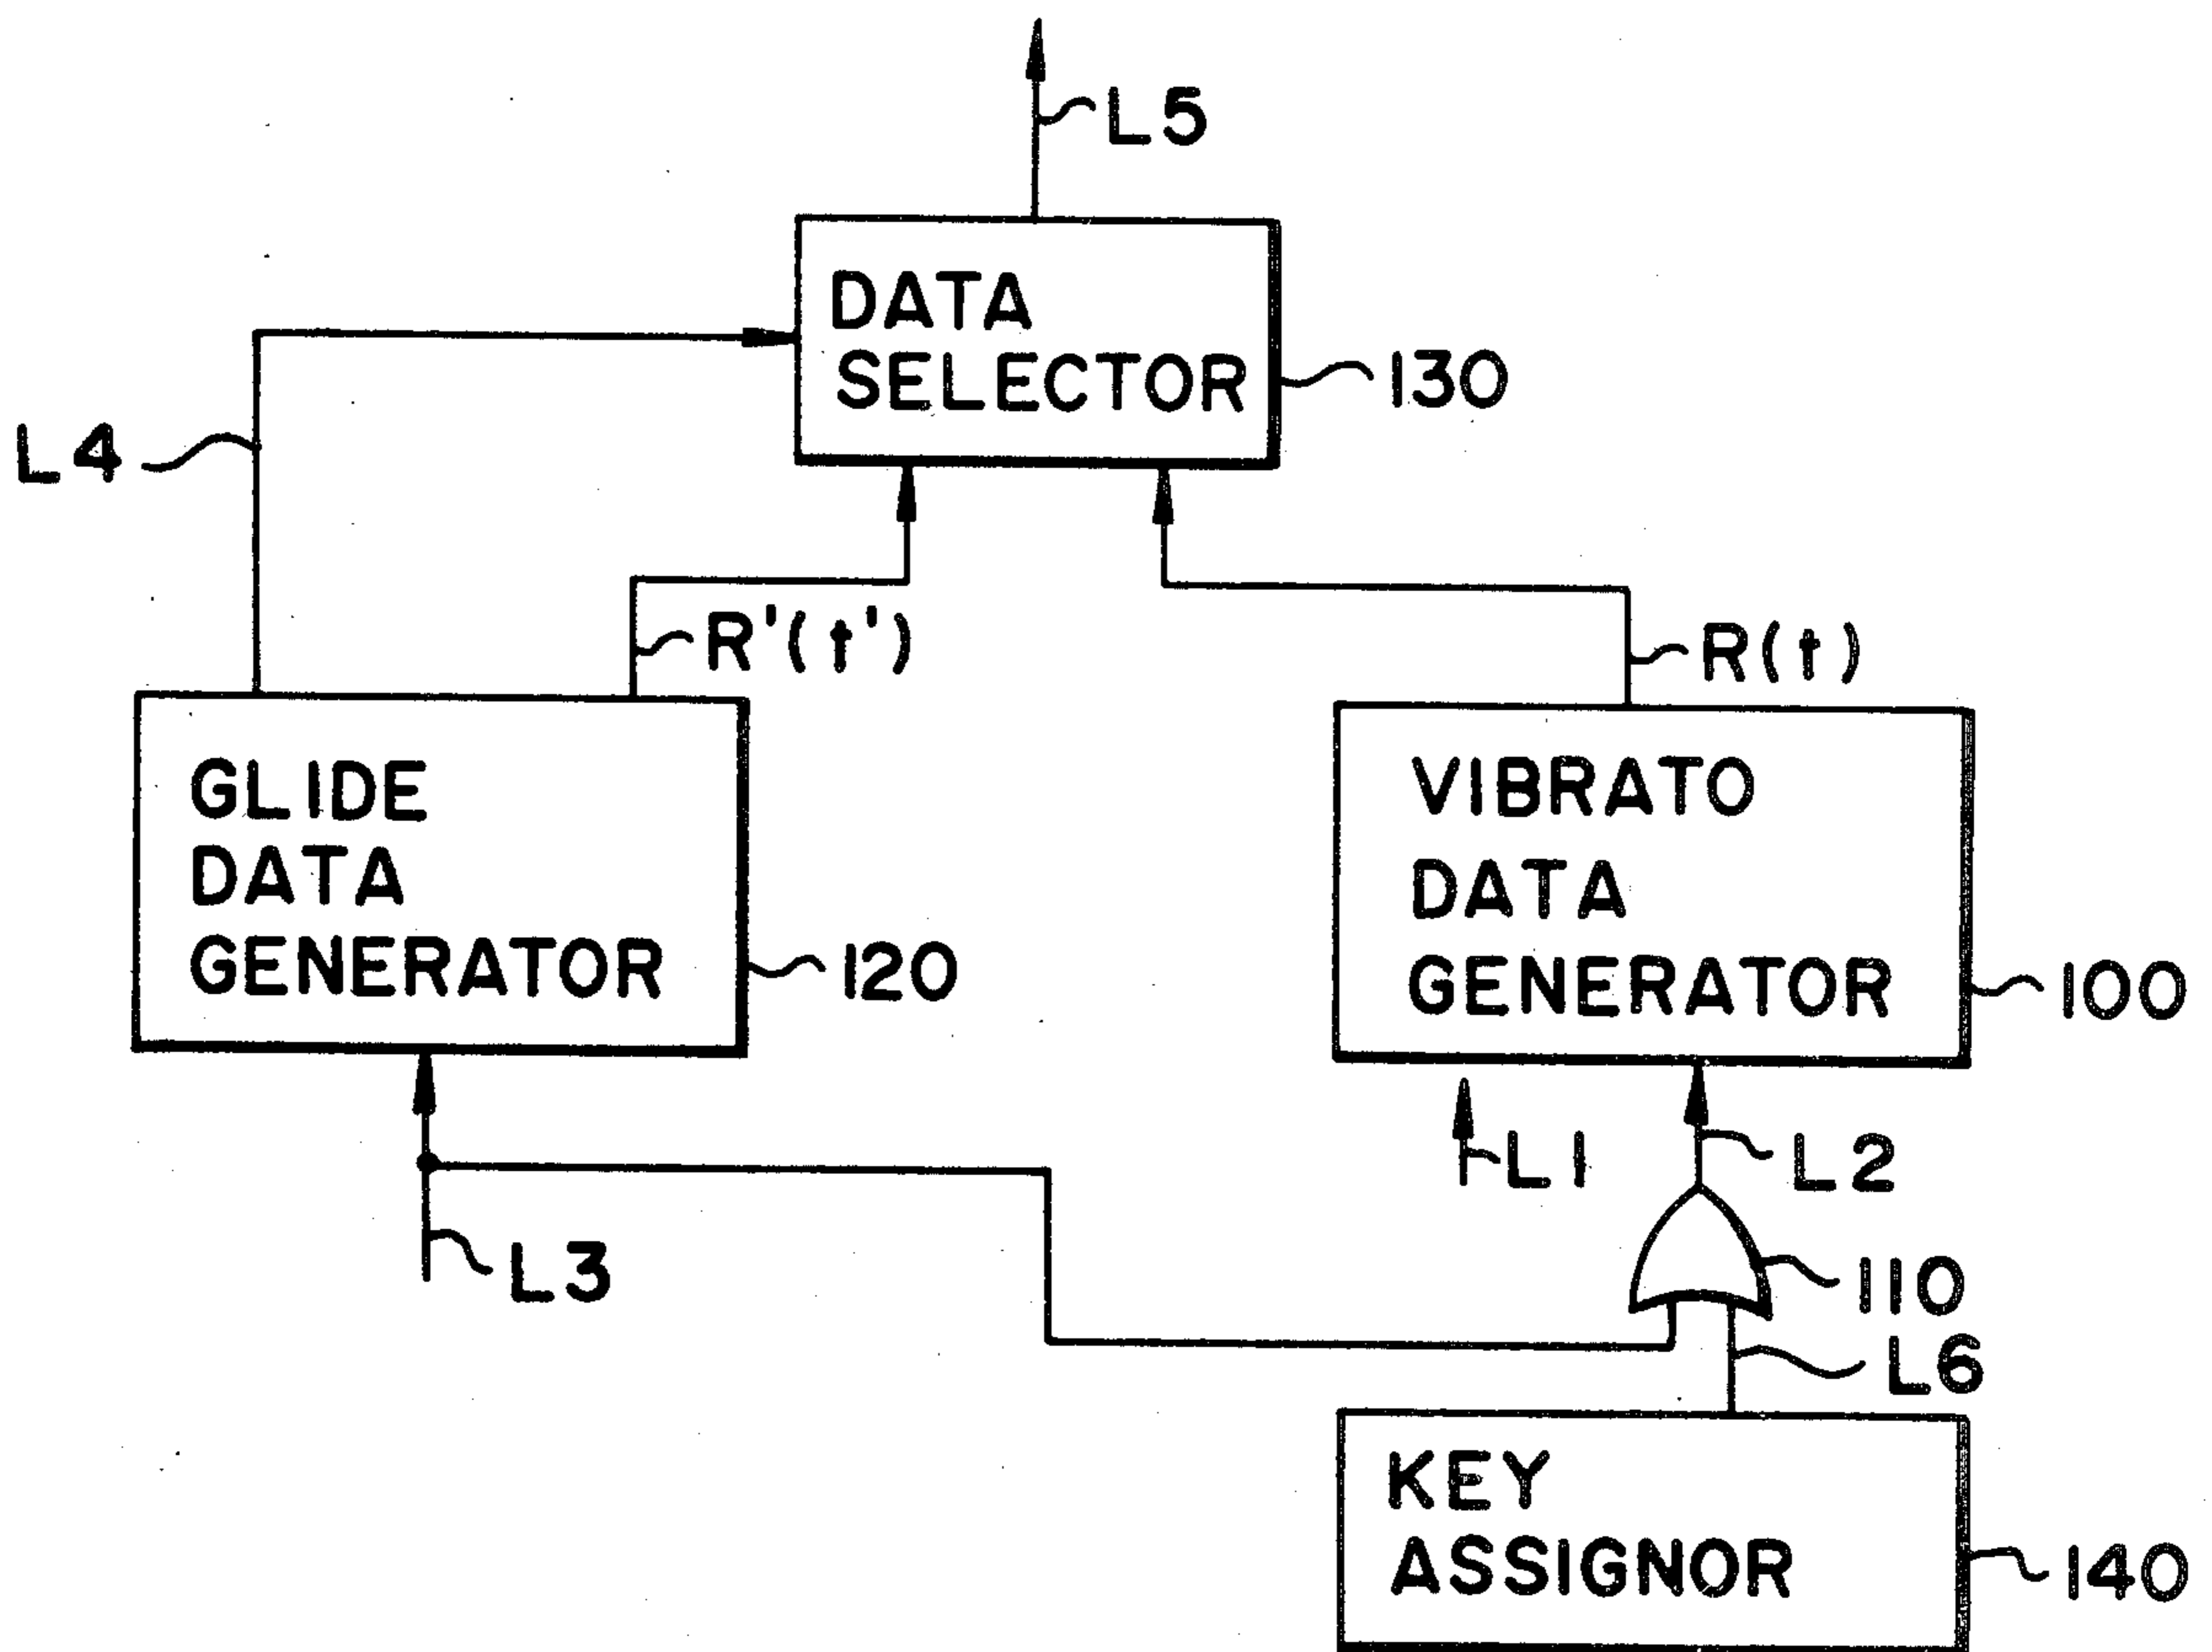 L5
DATA
SELECTOR
130
L4
R'(t')
R(t)
GLIDE
DATA
GENERATOR
120
VIBRATO
DATA
GENERATOR
100
L1
L2
L3
110
L6
KEY
ASSIGNOR
140